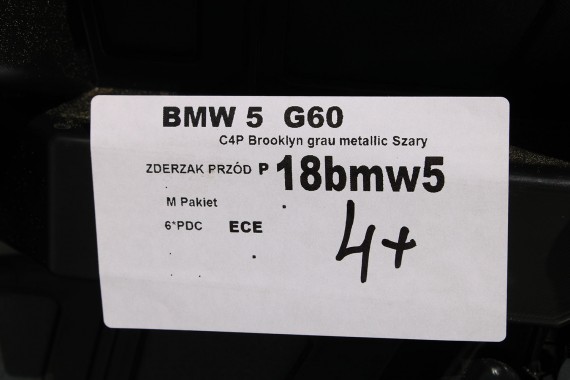 BMW 5 G60
C4P Brooklyn grau metallic Szary
ZDERZAK PRZÓD P 18bmw5
M Pakiet
6*PDC ECE
4+